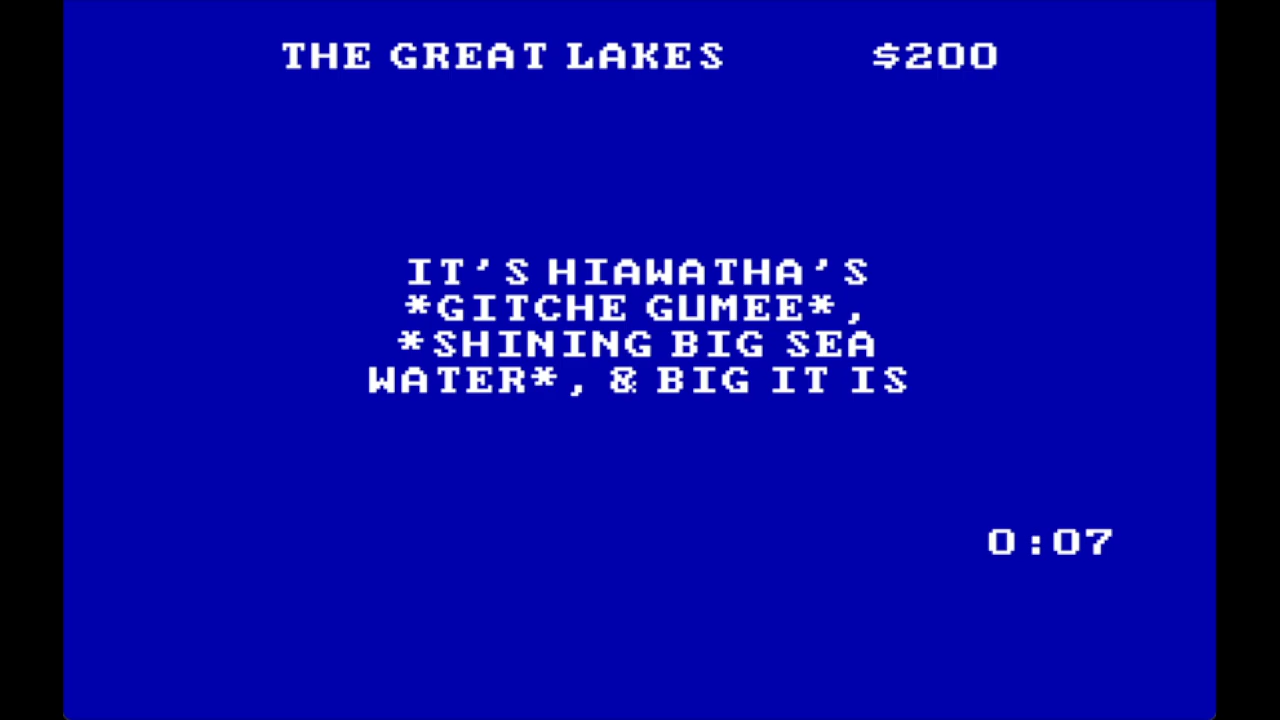 THE GREAT LAKES $200
IT'S HIAWATHA'S
*GITCHE GUMEE*,
*SHINING BIG SEA
WATER*, & BIG IT IS
0:07